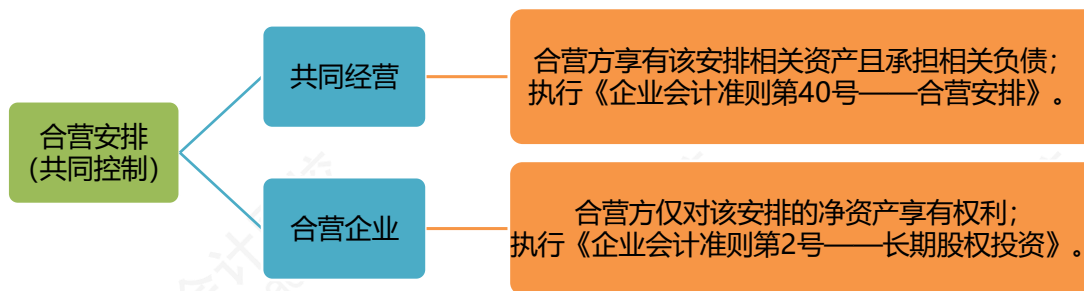 合营安排
（共同控制）
共同经营
合营方享有该安排相关资产且承担相关负债；
执行《企业会计准则第40号——合营安排》。
合营企业
合营方仅对该安排的净资产享有权利；
执行《企业会计准则第2号——长期股权投资》。